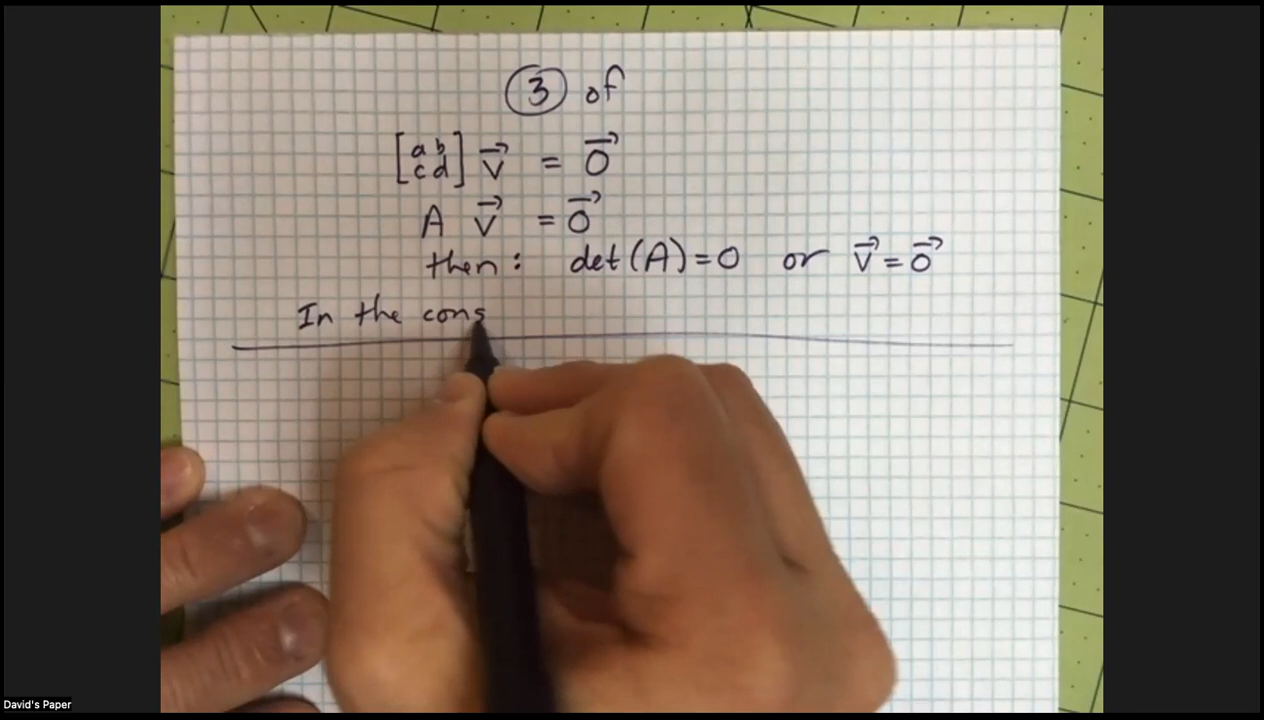 ③ of
[a b
c d] v⃗ = 0⃗
A v⃗ = 0⃗
then: det(A)=0 or v⃗=0⃗
In the cons
David's Paper